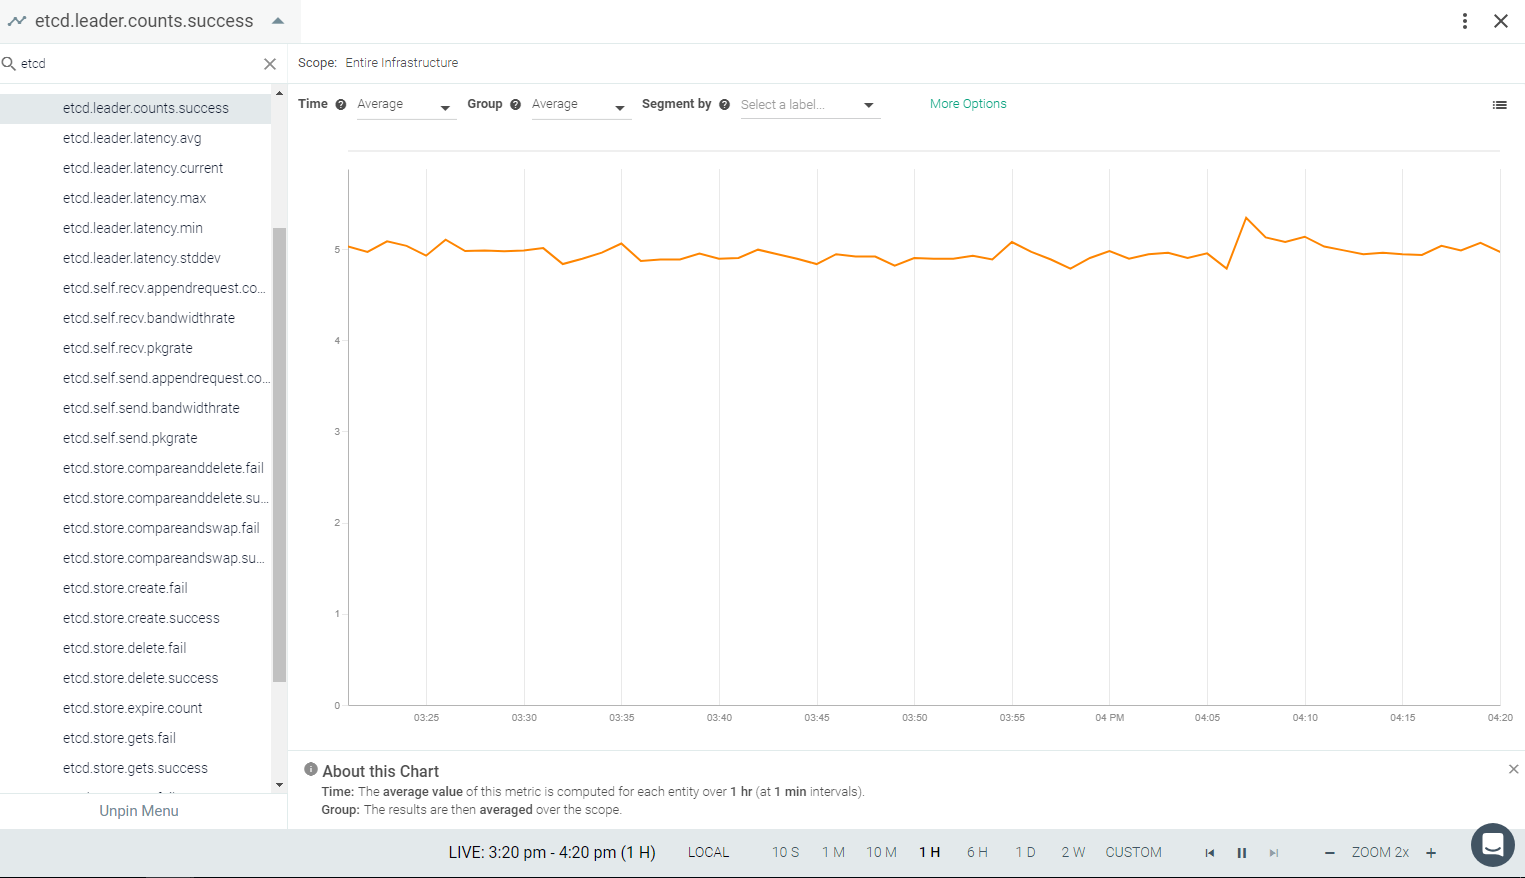 etcd.leader.counts.success
etcd
Scope: Entire Infrastructure
etcd.leader.counts.success
etcd.leader.latency.avg
etcd.leader.latency.current
etcd.leader.latency.max
etcd.leader.latency.min
etcd.leader.latency.stddev
etcd.self.recv.appendrequest.co...
etcd.self.recv.bandwidthrate
etcd.self.recv.pkgrate
etcd.self.send.appendrequest.co...
etcd.self.send.bandwidthrate
etcd.self.send.pkgrate
etcd.store.compareanddelete.fail
etcd.store.compareanddelete.su...
etcd.store.compareandswap.fail
etcd.store.compareandswap.su...
etcd.store.create.fail
etcd.store.create.success
etcd.store.delete.fail
etcd.store.delete.success
etcd.store.expire.count
etcd.store.gets.fail
etcd.store.gets.success
Unpin Menu
Time ? Average Group ? Average Segment by ? Select a label... More Options
5
4
3
2
1
0
03:25 03:30 03:35 03:40 03:45 03:50 03:55 04 PM 04:05 04:10 04:15 04:20
About this Chart
Time: The average value of this metric is computed for each entity over 1 hr (at 1 min intervals).
Group: The results are then averaged over the scope.
LIVE: 3:20 pm - 4:20 pm (1 H) LOCAL 10 S 1 M 10 M 1 H 6 H 1 D 2 W CUSTOM ZOOM 2x